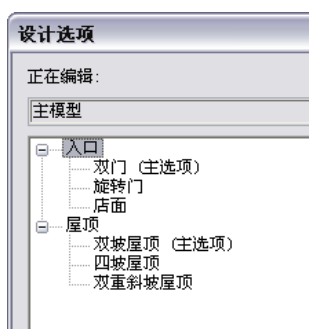 设计选项
正在编辑:
主模型
入口
双门 (主选项)
旋转门
店面
屋顶
双坡屋顶 (主选项)
四坡屋顶
双重斜坡屋顶